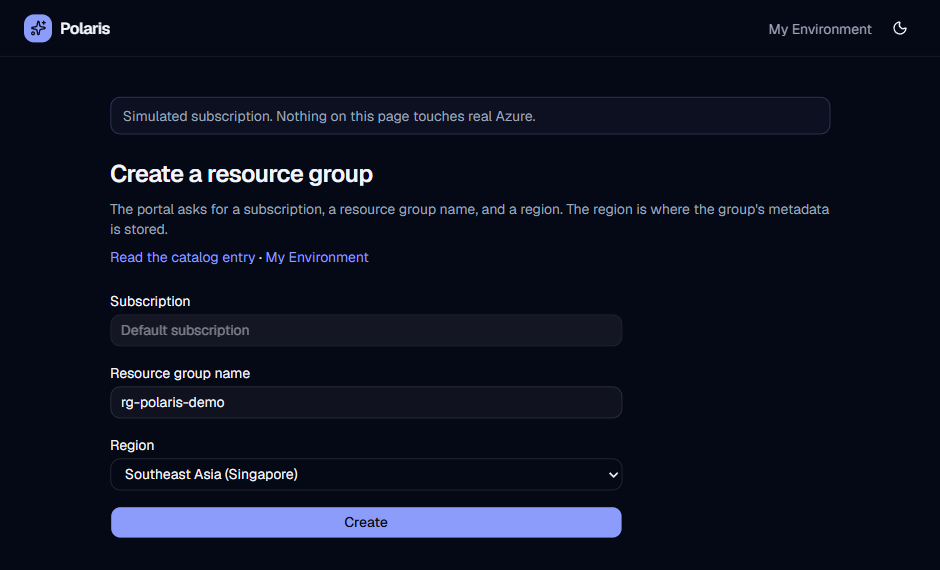 Polaris
My Environment
Simulated subscription. Nothing on this page touches real Azure.
Create a resource group
The portal asks for a subscription, a resource group name, and a region. The region is where the group's metadata
is stored.
Read the catalog entry · My Environment
Subscription
Default subscription
Resource group name
rg-polaris-demo
Region
Southeast Asia (Singapore)
Create